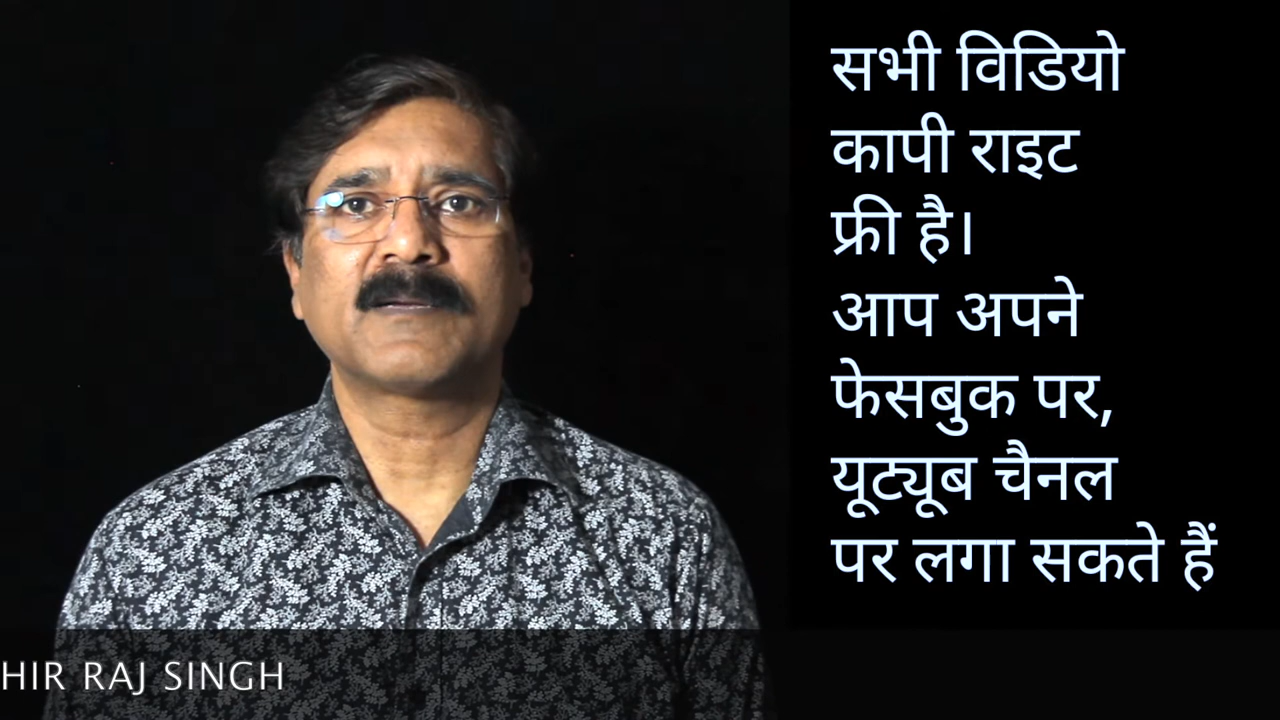 सभी विडियो
कापी राइट
फ्री है।
आप अपने
फेसबुक पर,
यूट्यूब चैनल
पर लगा सकते हैं
HIR RAJ SINGH